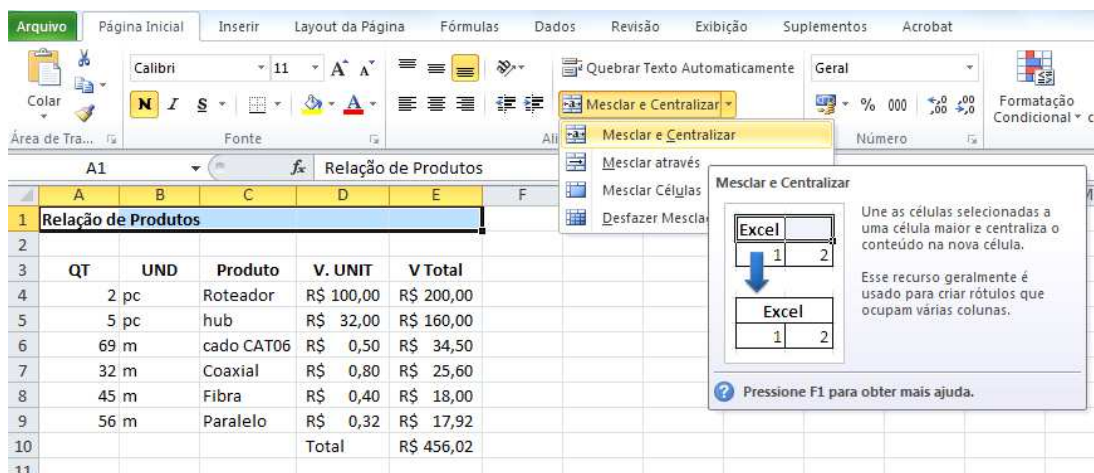 Arquivo Página Inicial Inserir Layout da Página Fórmulas Dados Revisão Exibição Suplementos Acrobat
Colar
Área de Tra...
Calibri 11 A A
N I S A
Fonte
Quebrar Texto Automaticamente
Mesclar e Centralizar
Ali
Geral
% 000 ,00 ,00
Número
Formatação
Condicional
Mesclar e Centralizar
Mesclar através
Mesclar Células
Desfazer Mescla
Mesclar e Centralizar
Excel
1 2
Excel
1 2
Une as células selecionadas a
uma célula maior e centraliza o
conteúdo na nova célula.
Esse recurso geralmente é
usado para criar rótulos que
ocupam várias colunas.
Pressione F1 para obter mais ajuda.
A1 fx Relação de Produtos
A B C D E F
1 Relação de Produtos
2
3 QT UND Produto V. UNIT V Total
4 2 pc Roteador R$ 100,00 R$ 200,00
5 5 pc hub R$ 32,00 R$ 160,00
6 69 m cado CAT06 R$ 0,50 R$ 34,50
7 32 m Coaxial R$ 0,80 R$ 25,60
8 45 m Fibra R$ 0,40 R$ 18,00
9 56 m Paralelo R$ 0,32 R$ 17,92
10 Total R$ 456,02
11